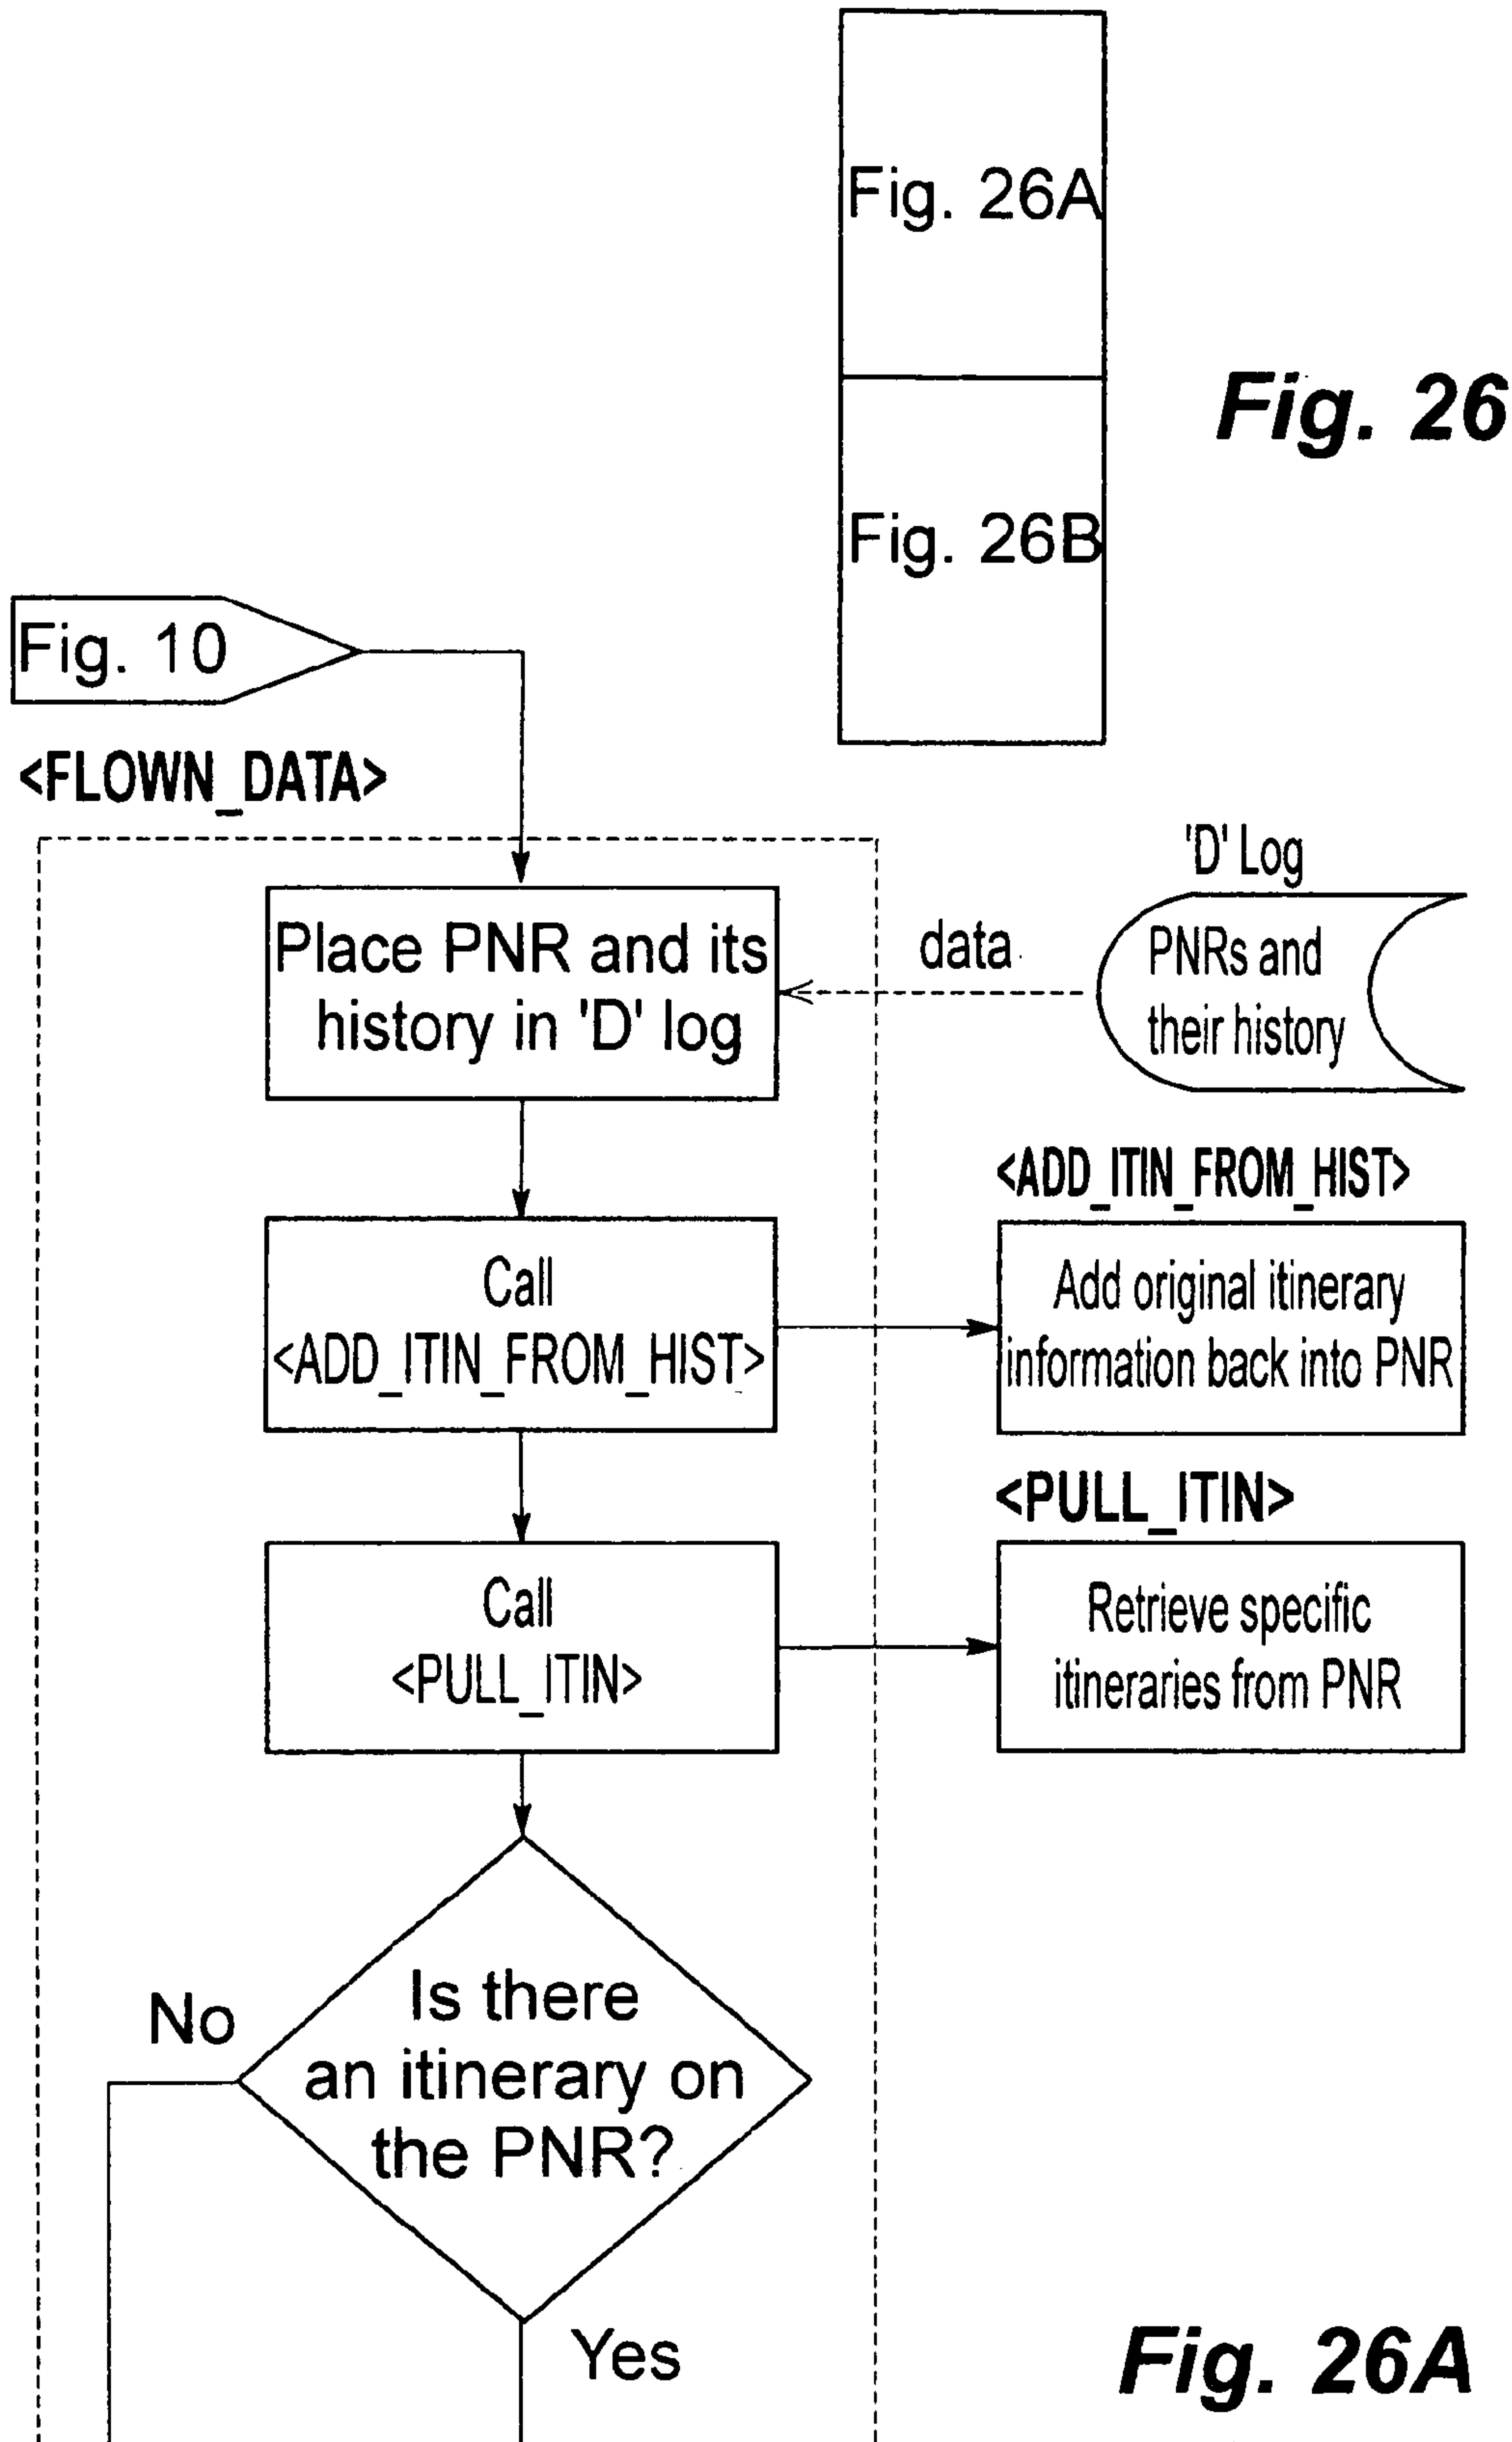 Fig. 26A
Fig. 26
Fig. 26B
Fig. 10
<FLOWN_DATA>
'D' Log
Place PNR and its
history in 'D' log
data
PNRs and
their history
<ADD_ITIN_FROM_HIST>
Call
<ADD_ITIN_FROM_HIST>
Add original itinerary
information back into PNR
<PULL_ITIN>
Call
<PULL_ITIN>
Retrieve specific
itineraries from PNR
Is there
an itinerary on
the PNR?
No
Yes
Fig. 26A